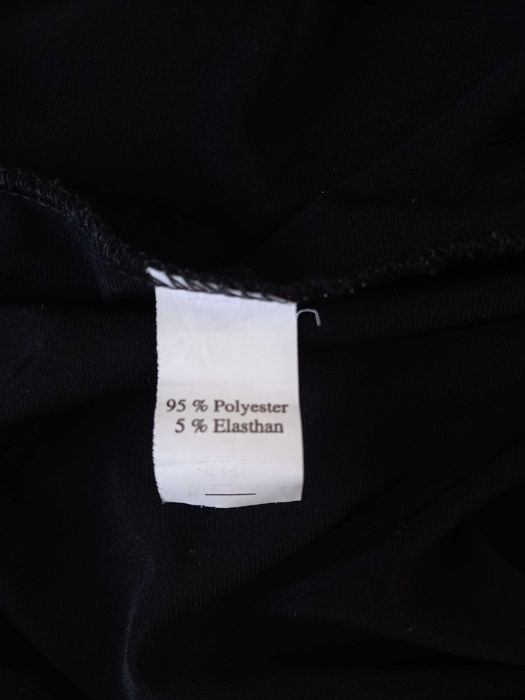 95 % Polyester
5 % Elasthan